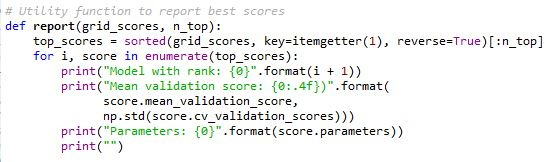 # Utility function to report best scores
def report(grid_scores, n_top):
    top_scores = sorted(grid_scores, key=itemgetter(1), reverse=True)[:n_top]
    for i, score in enumerate(top_scores):
        print("Model with rank: {0}".format(i + 1))
        print("Mean validation score: {0:.4f})".format(
              score.mean_validation_score,
              np.std(score.cv_validation_scores)))
        print("Parameters: {0}".format(score.parameters))
        print("")